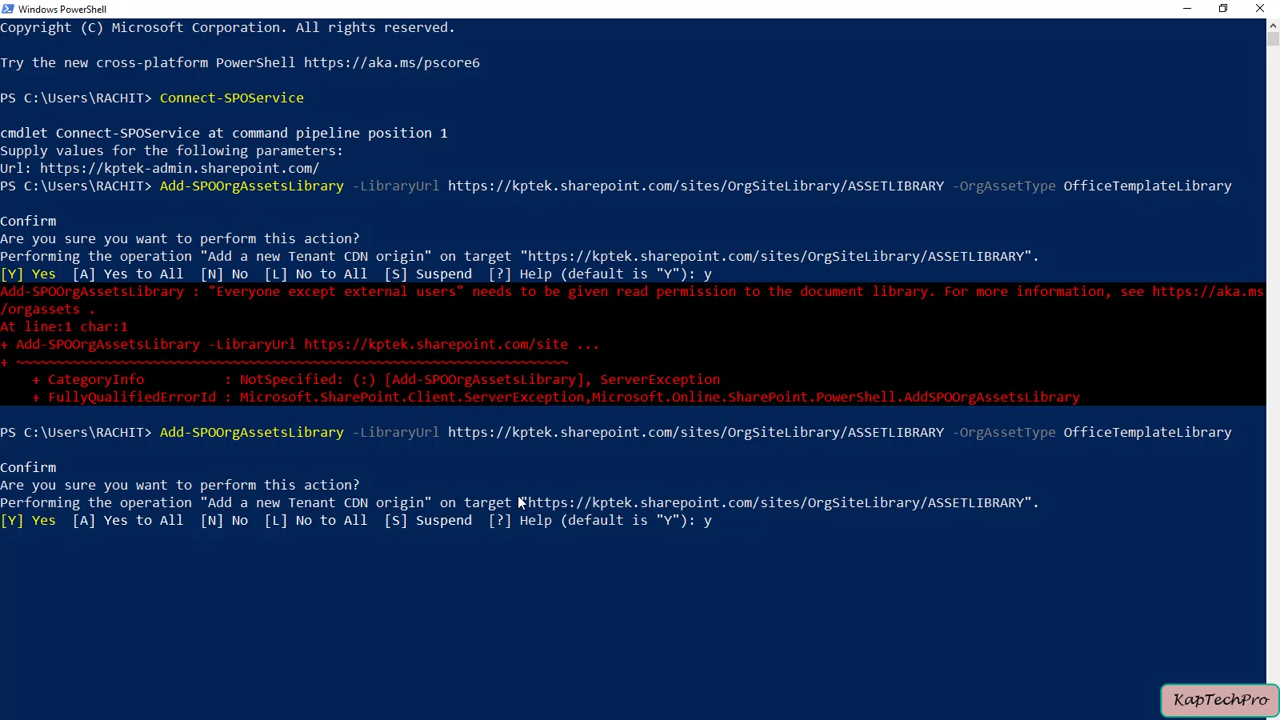 Windows PowerShell
Copyright (C) Microsoft Corporation. All rights reserved.
Try the new cross-platform PowerShell https://aka.ms/pscore6
PS C:\Users\RACHIT> Connect-SPOService
cmdlet Connect-SPOService at command pipeline position 1
Supply values for the following parameters:
Url: https://kptek-admin.sharepoint.com/
PS C:\Users\RACHIT> Add-SPOOrgAssetsLibrary -LibraryUrl https://kptek.sharepoint.com/sites/OrgSiteLibrary/ASSETLIBRARY -OrgAssetType OfficeTemplateLibrary
Confirm
Are you sure you want to perform this action?
Performing the operation "Add a new Tenant CDN origin" on target "https://kptek.sharepoint.com/sites/OrgSiteLibrary/ASSETLIBRARY".
[Y] Yes  [A] Yes to All  [N] No  [L] No to All  [S] Suspend  [?] Help (default is "Y"): y
Add-SPOOrgAssetsLibrary : "Everyone except external users" needs to be given read permission to the document library. For more information, see https://aka.ms
/orgassets .
At line:1 char:1
+ Add-SPOOrgAssetsLibrary -LibraryUrl https://kptek.sharepoint.com/site ...
+ ~~~~~~~~~~~~~~~~~~~~~~~~~~~~~~~~~~~~~~~~~~~~~~~~~~~~~~~~~~~~~~~~~~~~~
    + CategoryInfo          : NotSpecified: (:) [Add-SPOOrgAssetsLibrary], ServerException
    + FullyQualifiedErrorId : Microsoft.SharePoint.Client.ServerException,Microsoft.Online.SharePoint.PowerShell.AddSPOOrgAssetsLibrary
PS C:\Users\RACHIT> Add-SPOOrgAssetsLibrary -LibraryUrl https://kptek.sharepoint.com/sites/OrgSiteLibrary/ASSETLIBRARY -OrgAssetType OfficeTemplateLibrary
Confirm
Are you sure you want to perform this action?
Performing the operation "Add a new Tenant CDN origin" on target "https://kptek.sharepoint.com/sites/OrgSiteLibrary/ASSETLIBRARY".
[Y] Yes  [A] Yes to All  [N] No  [L] No to All  [S] Suspend  [?] Help (default is "Y"): y
KapTechPro